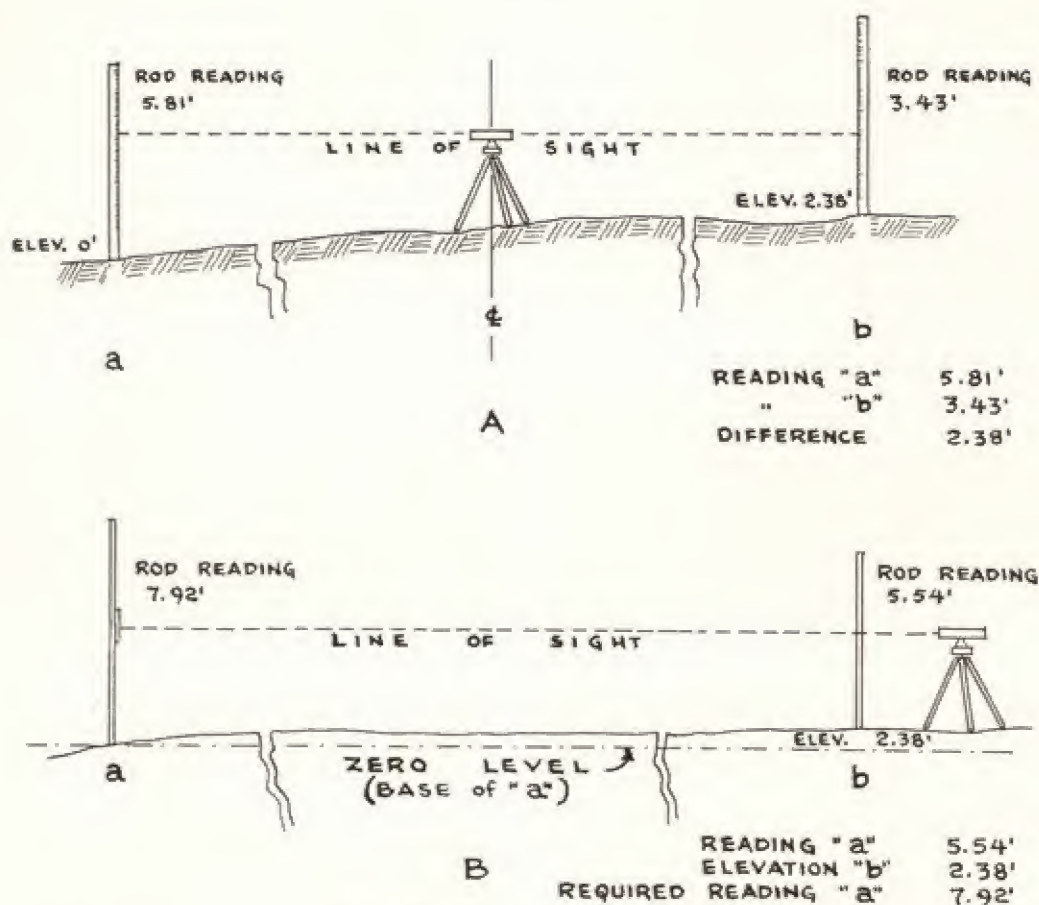 ROD READING
5.81'
ROD READING
3.43'
LINE OF SIGHT
ELEV. 2.38'
ELEV. 0'
℄
a
b
A
READING "a" 5.81'
" "b" 3.43'
DIFFERENCE 2.38'
ROD READING
7.92'
ROD READING
5.54'
LINE OF SIGHT
ELEV. 2.38'
a
ZERO LEVEL
(BASE of "a")
b
B
READING "a" 5.54'
ELEVATION "b" 2.38'
REQUIRED READING "a" 7.92'